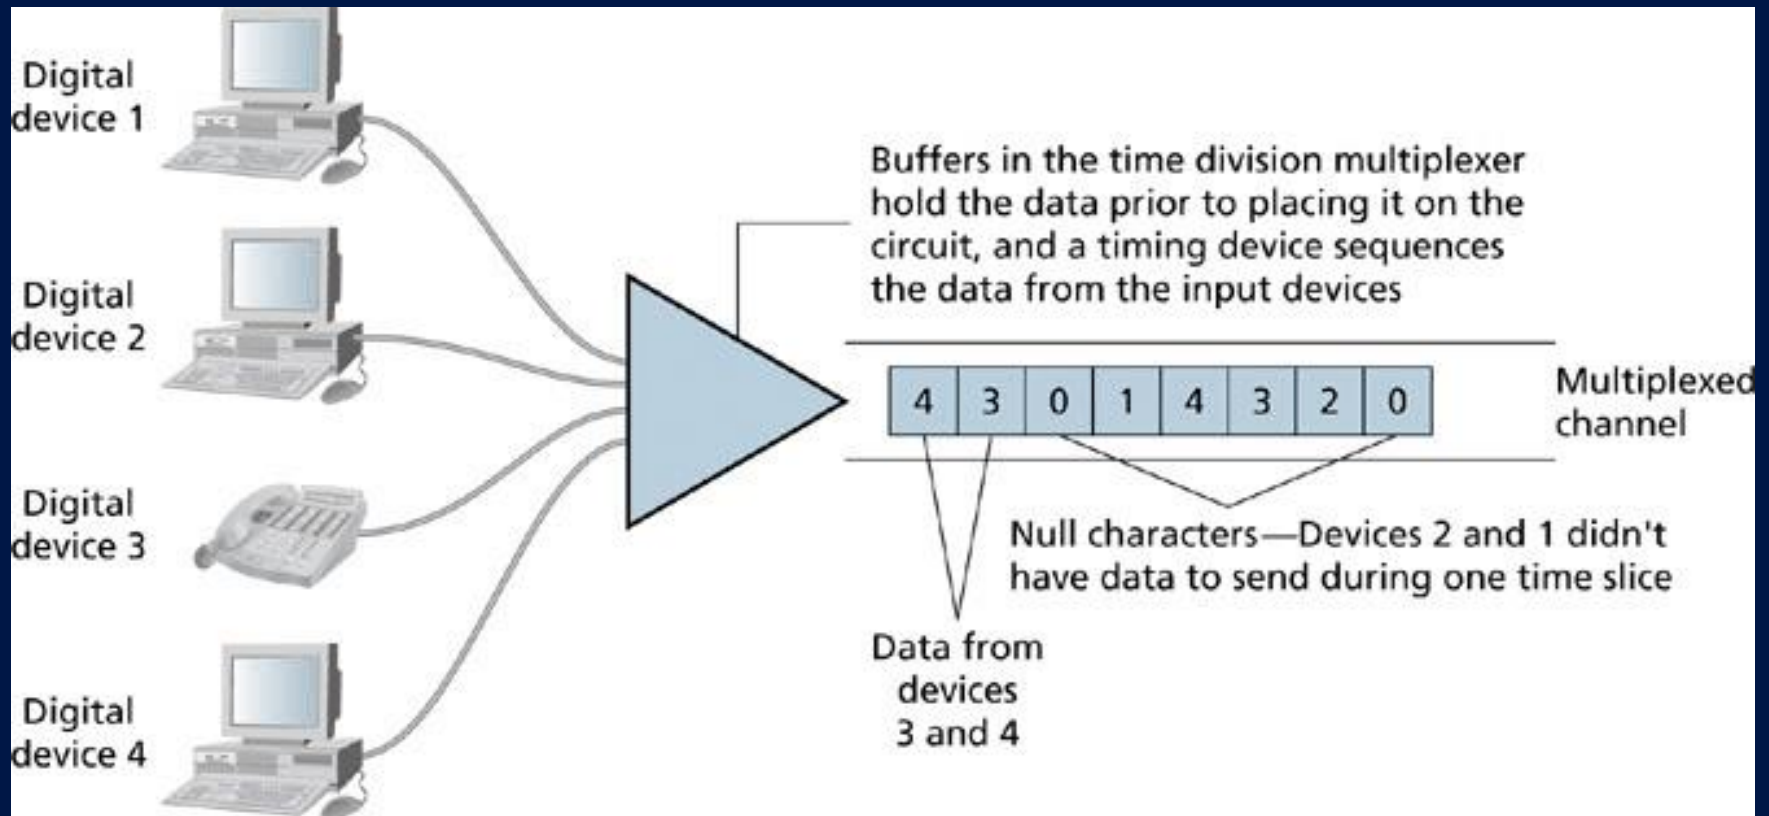 Digital
device 1
Digital
device 2
Digital
device 3
Digital
device 4
Buffers in the time division multiplexer
hold the data prior to placing it on the
circuit, and a timing device sequences
the data from the input devices
4 3 0 1 4 3 2 0
Multiplexed
channel
Null characters—Devices 2 and 1 didn't
have data to send during one time slice
Data from
devices
3 and 4